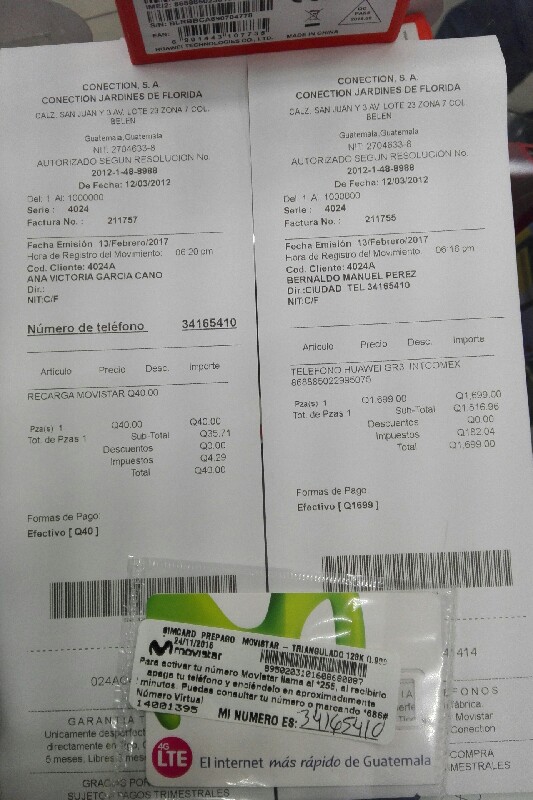 HUAWEI TECHNOLOGIES CO., LTD.
MADE IN CHINA
CONECTION, S. A.
CONECTION JARDINES DE FLORIDA
CALZ. SAN JUAN Y 3 AV. LOTE 23 ZONA 7 COL.
BELEN
Guatemala,Guatemala
NIT: 2704633-8
AUTORIZADO SEGUN RESOLUCION No.
2012-1-48-8988
De Fecha: 12/03/2012
Del: 1 Al: 1000000
Serie : 4024
Factura No. : 211757
Fecha Emisión 13/Febrero/2017
Hora de Registro del Movimiento: 06:20 pm
Cod. Cliente: 4024A
ANA VICTORIA GARCIA CANO
Dir.:
NIT:C/F
Número de teléfono 34165410
Articulo Precio Desc. Importe
RECARGA MOVISTAR Q40.00
Pza(s) 1 Q40.00 Q40.00
Tot. de Pzas 1 Sub-Total Q35.71
Descuentos Q0.00
Impuestos Q4.29
Total Q40.00
Formas de Pago:
Efectivo [ Q40 ]
CONECTION, S. A.
CONECTION JARDINES DE FLORIDA
CALZ. SAN JUAN Y 3 AV. LOTE 23 ZONA 7 COL.
BELEN
Guatemala,Guatemala
NIT: 2704633-8
AUTORIZADO SEGUN RESOLUCION No.
2012-1-48-8988
De Fecha: 12/03/2012
Del: 1 A: 1000000
Serie : 4024
Factura No. : 211755
Fecha Emisión 13/Febrero/2017
Hora de Registro del Movimiento: 06:16 pm
Cod. Cliente: 4024A
BERNALDO MANUEL PEREZ
Dir.:CIUDAD TEL 34165410
NIT:C/F
Articulo Precio Desc. Importe
TELEFONO HUAWEI GR3 INTCOMEX
868585022995075
Pza(s) 1 Q1,699.00 Q1,699.00
Tot. de Pzas 1 Sub-Total Q1,516.96
Descuentos Q0.00
Impuestos Q182.04
Total Q1,699.00
Formas de Pago
Efectivo [ Q1699 ]
SIMCARD PREPAGO MOVISTAR - TRIANGULADO 128K
24/11/2016
movistar
Para activar tu número Movistar llama al *256, al recibirlo
apaga tu teléfono y enciéndelo en aproximadamente
minutos. Puedes consultar tu número marcando *686#
Número Virtual
14001395
MI NUMERO ES: 34165410
4G
LTE
El internet más rápido de Guatemala
024A
414
GARAN
Unicamente
directamente en
6 meses, Libres 3
FONOS
fábrica.
Movistar
Conection
COMPRA
TRIMESTRALES
GRACIAS POR
SUJETO PAGOS TRIMESTRALES